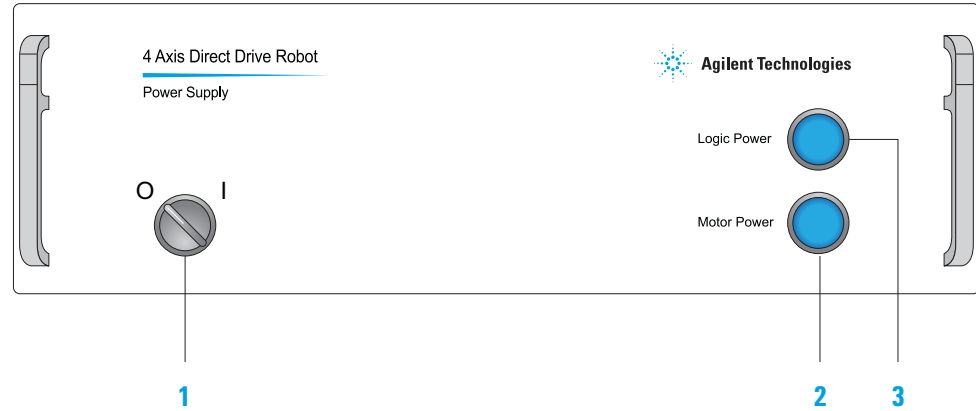 4 Axis Direct Drive Robot
Power Supply
Agilent Technologies
Logic Power
Motor Power
O I
1 2 3